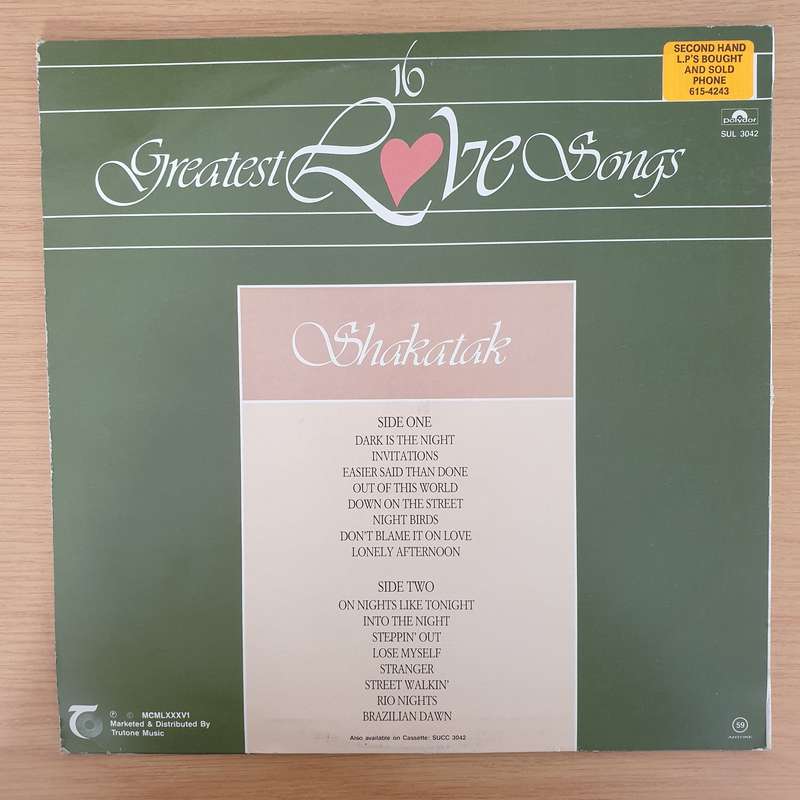 16
Greatest Love Songs
SECOND HAND
L.P'S BOUGHT
AND SOLD
PHONE
615-4243
polydor
SUL 3042
Shakatak
SIDE ONE
DARK IS THE NIGHT
INVITATIONS
EASIER SAID THAN DONE
OUT OF THIS WORLD
DOWN ON THE STREET
NIGHT BIRDS
DON'T BLAME IT ON LOVE
LONELY AFTERNOON
SIDE TWO
ON NIGHTS LIKE TONIGHT
INTO THE NIGHT
STEPPIN' OUT
LOSE MYSELF
STRANGER
STREET WALKIN'
RIO NIGHTS
BRAZILIAN DAWN
Also available on Cassette: SUCC 3042
℗ © MCMLXXXV1
Marketed & Distributed By
Trutone Music
59